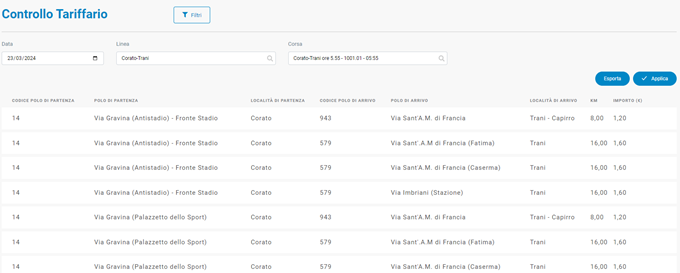 Controllo Tariffario
Filtri
Data Linea Corsa
23/03/2024 Corato-Trani Corato-Trani ore 5.55 - 1001:01 - 05:55
Esporta Applica
CODICE POLO DI PARTENZA POLO DI PARTENZA LOCALITÀ DI PARTENZA CODICE POLO DI ARRIVO POLO DI ARRIVO LOCALITÀ DI ARRIVO KM IMPORTO (€)
14 Via Gravina (Antistadio) - Fronte Stadio Corato 943 Via Sant'A.M. di Francia Trani - Capirro 8,00 1,20
14 Via Gravina (Antistadio) - Fronte Stadio Corato 579 Via Sant'.A.M di Francia (Fatima) Trani 16,00 1,60
14 Via Gravina (Antistadio) - Fronte Stadio Corato 579 Via Sant'A.M. di Francia (Caserma) Trani 16,00 1,60
14 Via Gravina (Antistadio) - Fronte Stadio Corato 579 Via Imbriani (Stazione) Trani 16,00 1,60
14 Via Gravina (Palazzetto dello Sport) Corato 943 Via Sant'A.M. di Francia Trani - Capirro 8,00 1,20
14 Via Gravina (Palazzetto dello Sport) Corato 579 Via Sant'.A.M di Francia (Fatima) Trani 16,00 1,60
14 Via Gravina (Palazzetto dello Sport) Corato 579 Via Sant'A.M. di Francia (Caserma) Trani 16,00 1,60